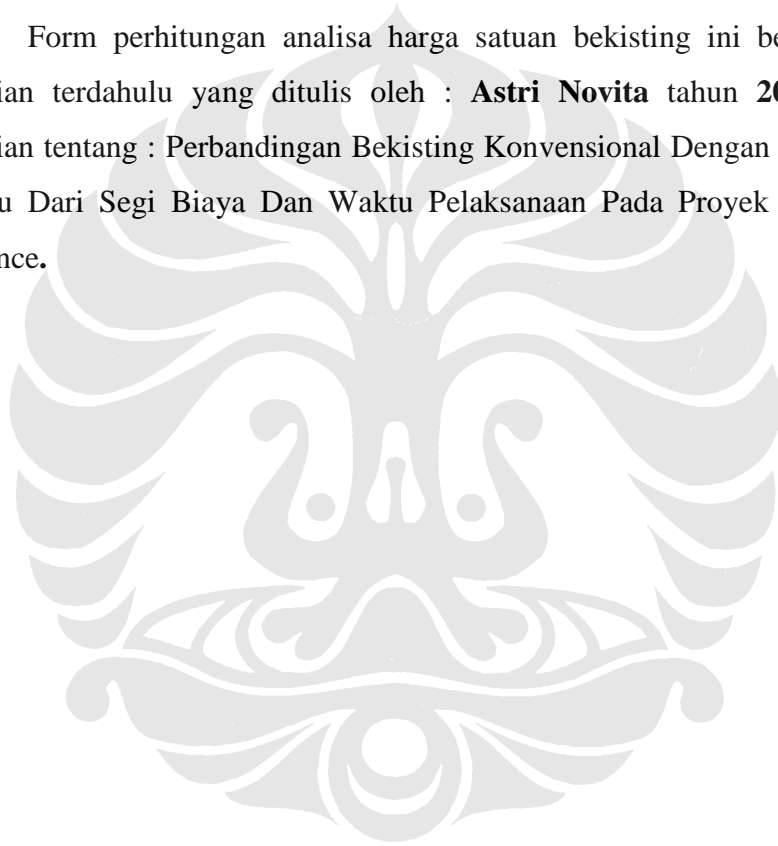 Form perhitungan analisa harga satuan bekisting ini be
ian terdahulu yang ditulis oleh : Astri Novita tahun 20
ian tentang : Perbandingan Bekisting Konvensional Dengan
u Dari Segi Biaya Dan Waktu Pelaksanaan Pada Proyek
nce.